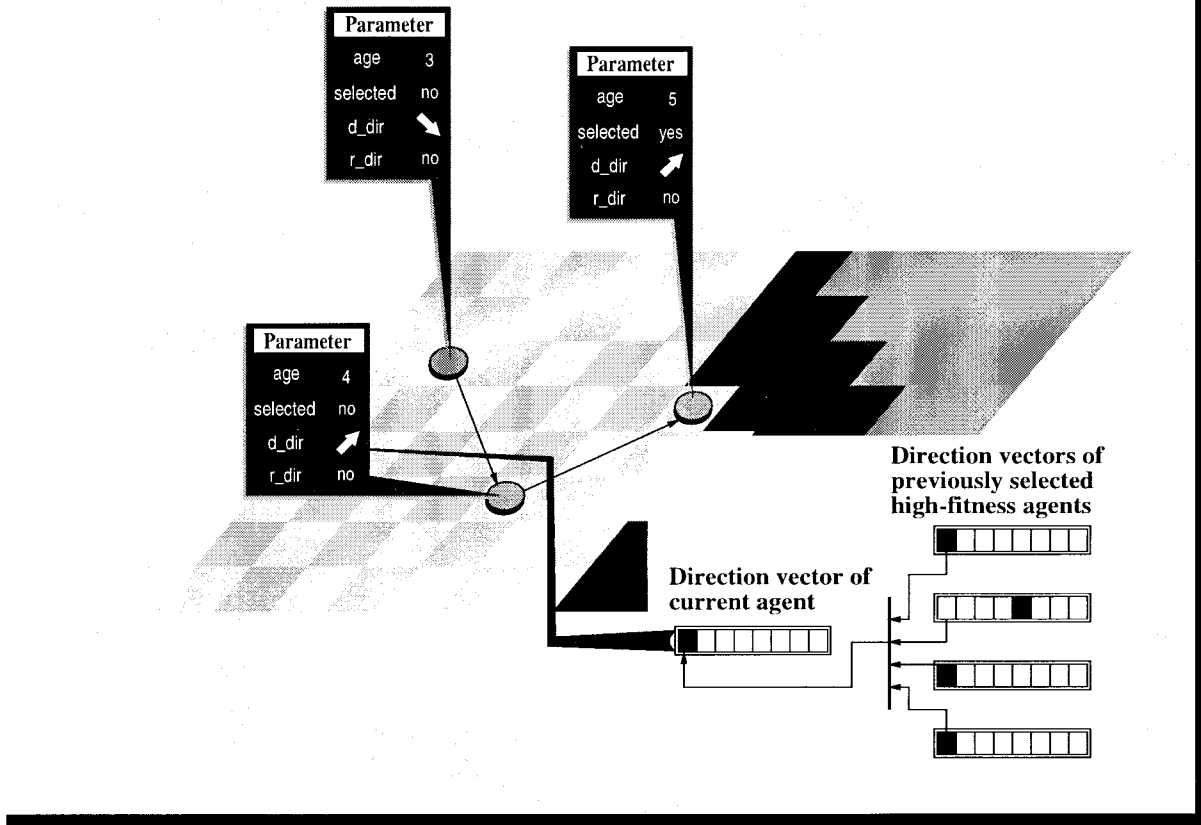 Parameter
age 3
selected no
d_dir
r_dir no
Parameter
age 5
selected yes
d_dir
r_dir no
Parameter
age 4
selected no
d_dir
r_dir no
Direction vectors of
previously selected
high-fitness agents
Direction vector of
current agent